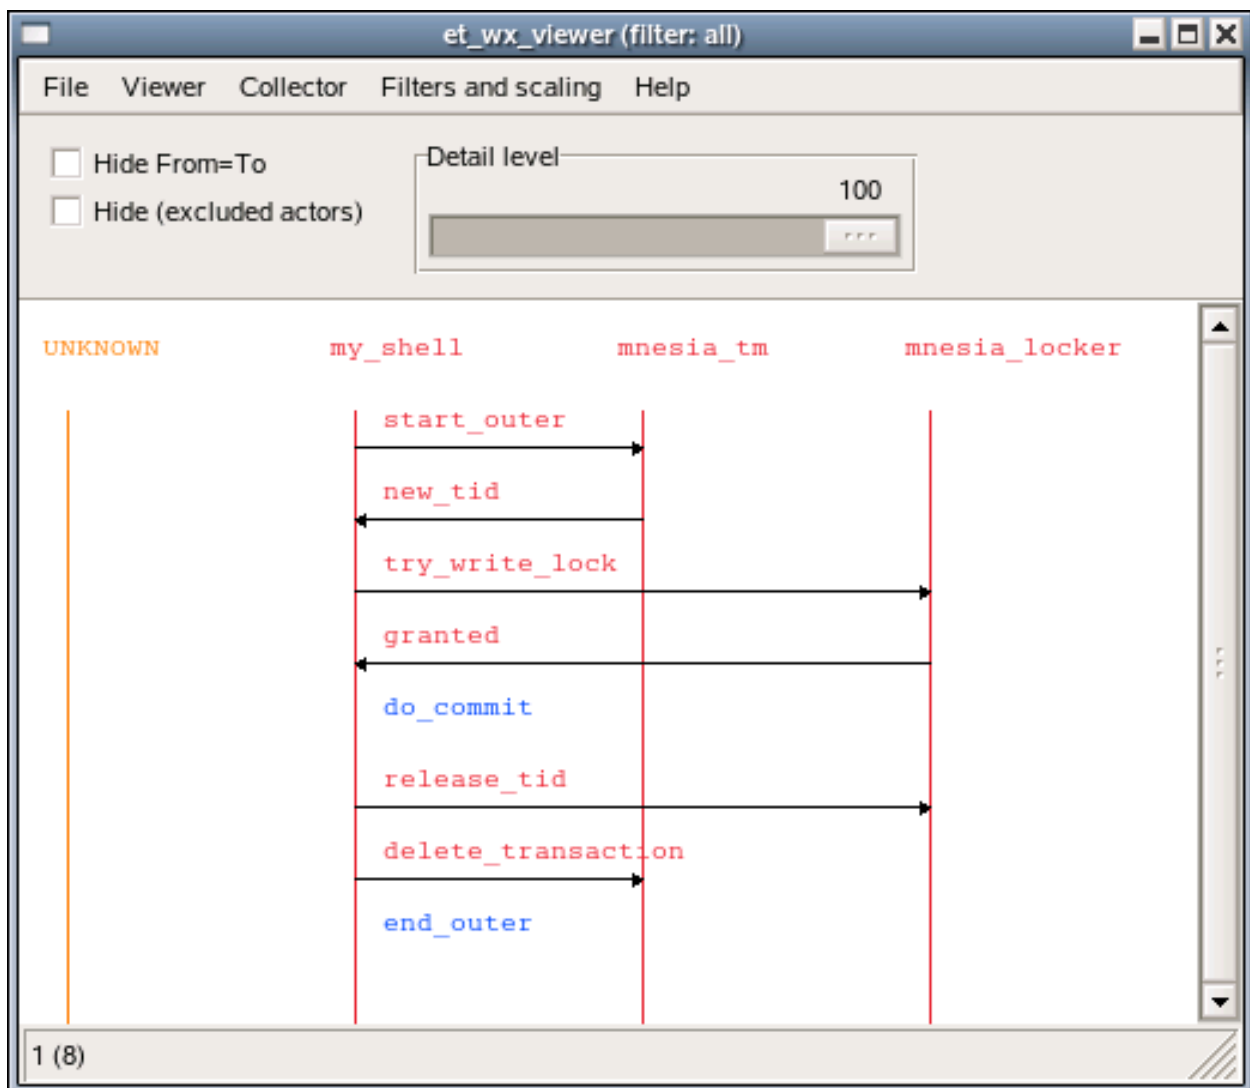 et_wx_viewer (filter: all)
File Viewer Collector Filters and scaling Help
Hide From=To
Hide (excluded actors)
Detail level
100
UNKNOWN my_shell mnesia_tm mnesia_locker
start_outer
new_tid
try_write_lock
granted
do_commit
release_tid
delete_transaction
end_outer
1 (8)